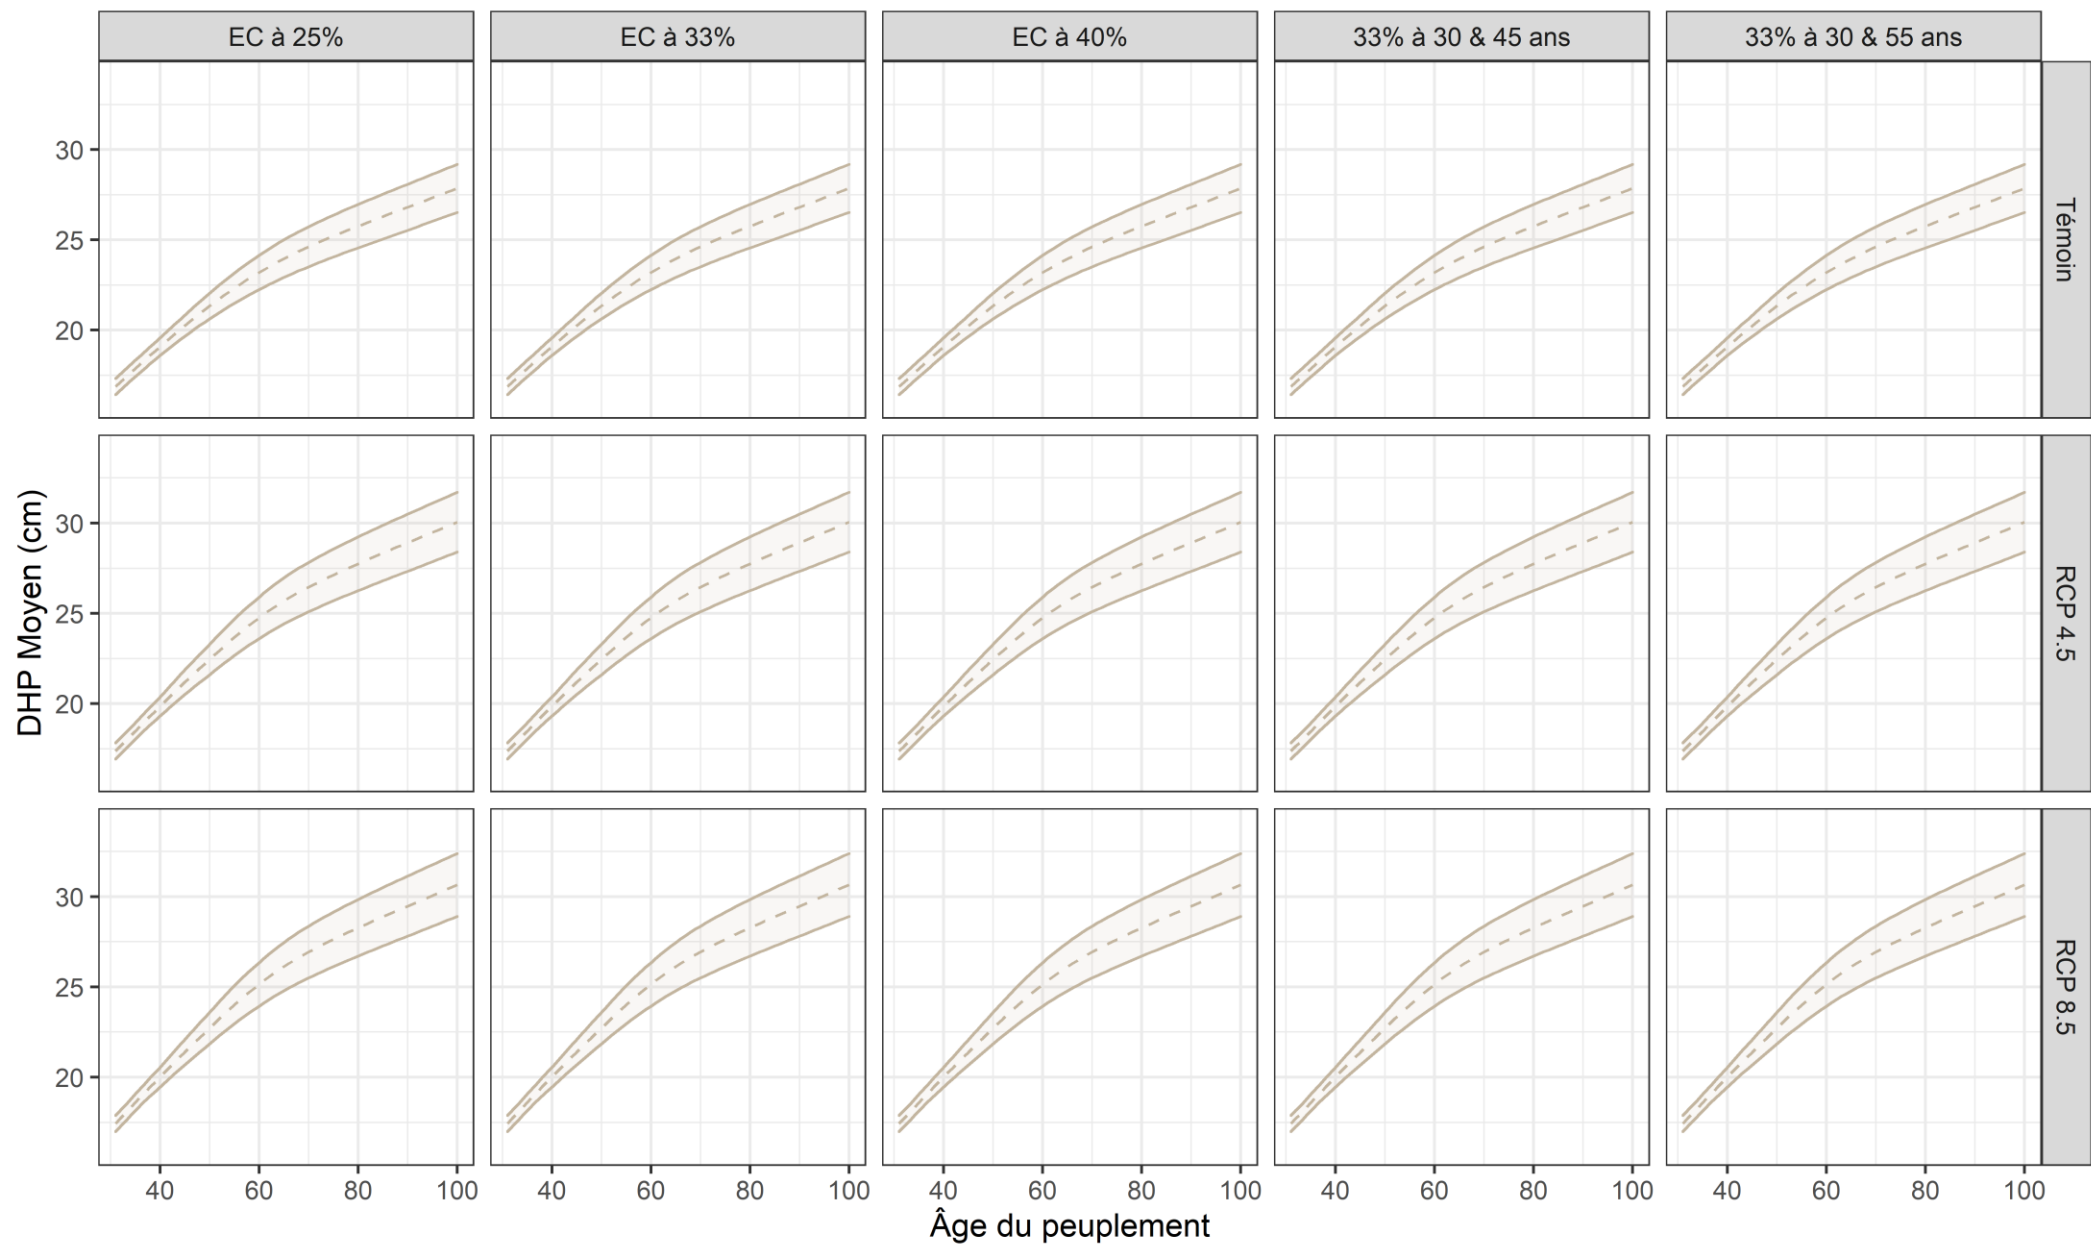 EC à 25% EC à 33% EC à 40% 33% à 30 & 45 ans 33% à 30 & 55 ans
30
25
20
Témoin
DHP Moyen (cm)
30
25
20
RCP 4.5
30
25
20
RCP 8.5
40 60 80 100 40 60 80 100 40 60 80 100 40 60 80 100 40 60 80 100
Âge du peuplement